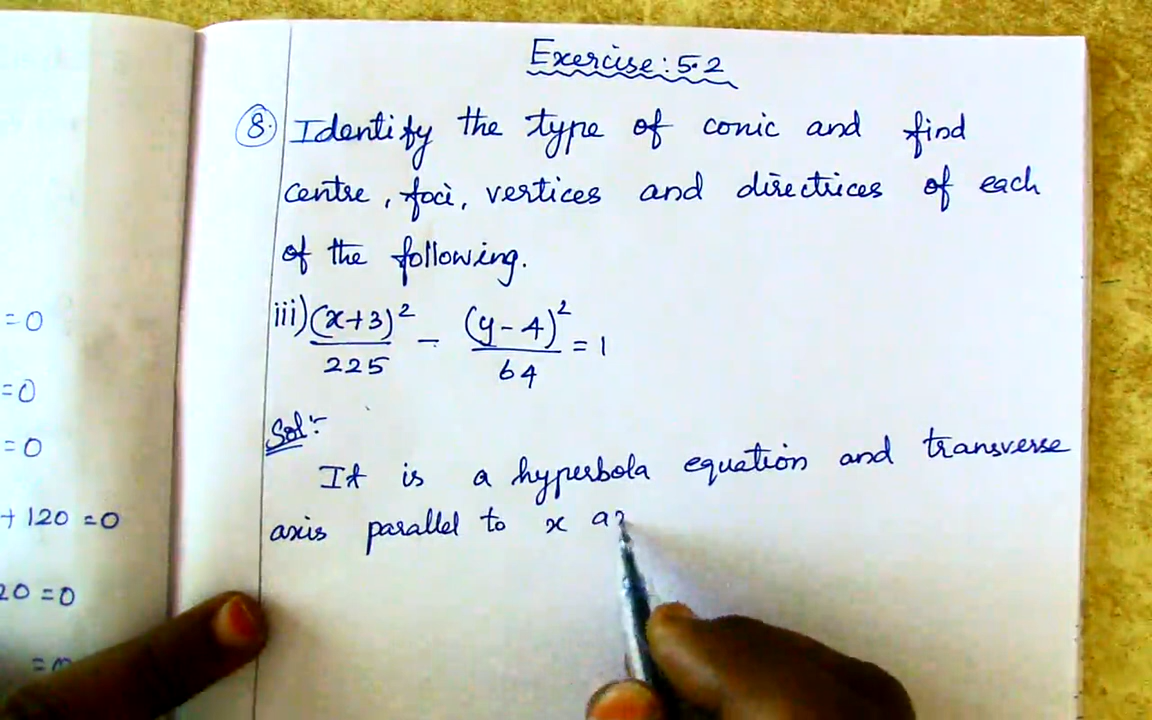 =0
=0
=0
+ 120 =0
20 =0
Exercise: 5.2
8. Identify the type of conic and find
centre, foci, vertices and directrices of each
of the following.
iii) (x+3)² / 225 - (y-4)² / 64 = 1
Sol:-
It is a hyperbola equation and transverse
axis parallel to x